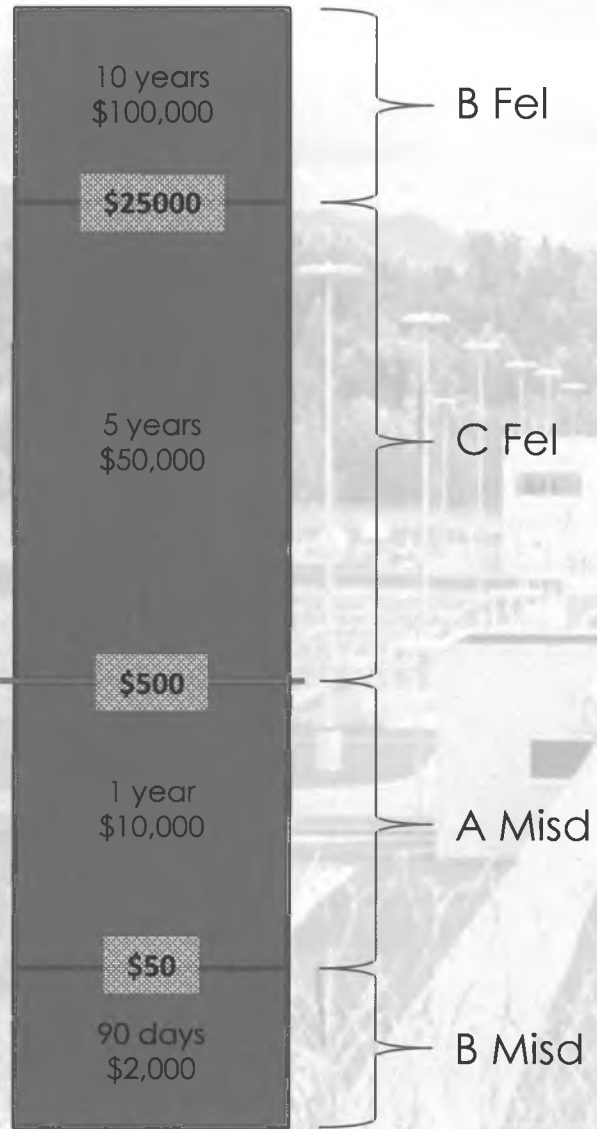 10 years
$100,000
B Fel
$25000
5 years
$50,000
C Fel
$500
1 year
$10,000
A Misd
$50
90 days
$2,000
B Misd